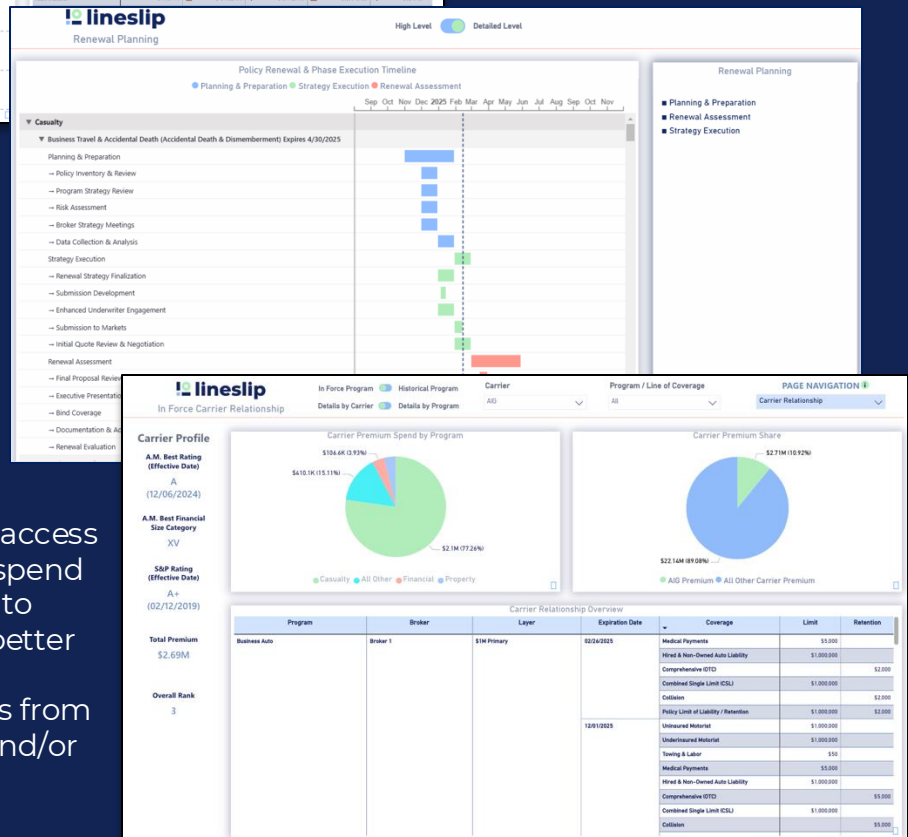 lineslip
Renewal Planning
High Level Detailed Level
Policy Renewal & Phase Execution Timeline
Planning & Preparation Strategy Execution Renewal Assessment
Sep Oct Nov Dec 2025 Feb Mar Apr May Jun Jul Aug Sep Oct Nov
Casualty
Business Travel & Accidental Death (Accidental Death & Dismemberment) Expires 4/30/2025
Planning & Preparation
→ Policy Inventory & Review
→ Program Strategy Review
→ Risk Assessment
→ Broker Strategy Meetings
→ Data Collection & Analysis
Strategy Execution
→ Renewal Strategy Finalization
→ Submission Development
→ Enhanced Underwriter Engagement
→ Submission to Markets
→ Initial Quote Review & Negotiation
Renewal Assessment
→ Final Proposal Review
→ Executive
→ Bind Coverage
→ Documentation &
→ Renewal Evaluation
Renewal Planning
■ Planning & Preparation
■ Renewal Assessment
■ Strategy Execution
access
spend
to
better
s from
and/or
lineslip
In Force Carrier Relationship
In Force Program Historical Program
Details by Carrier Details by Program
Carrier
AIG
Program / Line of Coverage
All
PAGE NAVIGATION
Carrier Relationship
Carrier Profile
A.M. Best Rating
(Effective Date)
A
(12/06/2024)
A.M. Best Financial
Size Category
XV
S&P Rating
(Effective Date)
A+
(02/12/2019)
Total Premium
$2.69M
Overall Rank
3
Carrier Premium Spend by Program
$106.6K (3.93%)
$410.1K (15.11%)
$2.1M (77.26%)
Casualty All Other Financial Property
Carrier Premium Share
$2.71M (10.92%)
$22.14M (89.08%)
AIG Premium All Other Carrier Premium
Carrier Relationship Overview
Program Broker Layer Expiration Date Coverage Limit Retention
Business Auto Broker 1 $1M Primary 02/26/2025 Medical Payments $5,000
Hired & Non-Owned Auto Liability $1,000,000
Comprehensive (OTC) $2,000
Combined Single Limit (CSL) $1,000,000
Collision $2,000
Policy Limit of Liability / Retention $1,000,000 $2,000
12/01/2025 Uninsured Motorist $1,000,000
Underinsured Motorist $1,000,000
Towing & Labor $50
Medical Payments $5,000
Hired & Non-Owned Auto Liability $1,000,000
Comprehensive (OTC) $5,000
Combined Single Limit (CSL) $1,000,000
Collision $5,000